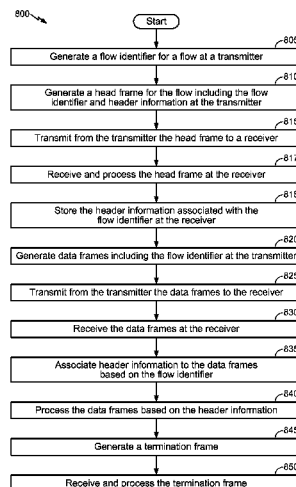 800
Start
805
Generate a flow identifier for a flow at a transmitter
810
Generate a head frame for the flow including the flow
identifier and header information at the transmitter
815
Transmit from the transmitter the head frame to a receiver
817
Receive and process the head frame at the receiver
818
Store the header information associated with the
flow identifier at the receiver
820
Generate data frames including the flow identifier at the transmitter
825
Transmit from the transmitter the data frames to the receiver
830
Receive the data frames at the receiver
835
Associate header information to the data frames
based on the flow identifier
840
Process the data frames based on the header information
845
Generate a termination frame
850
Receive and process the termination frame